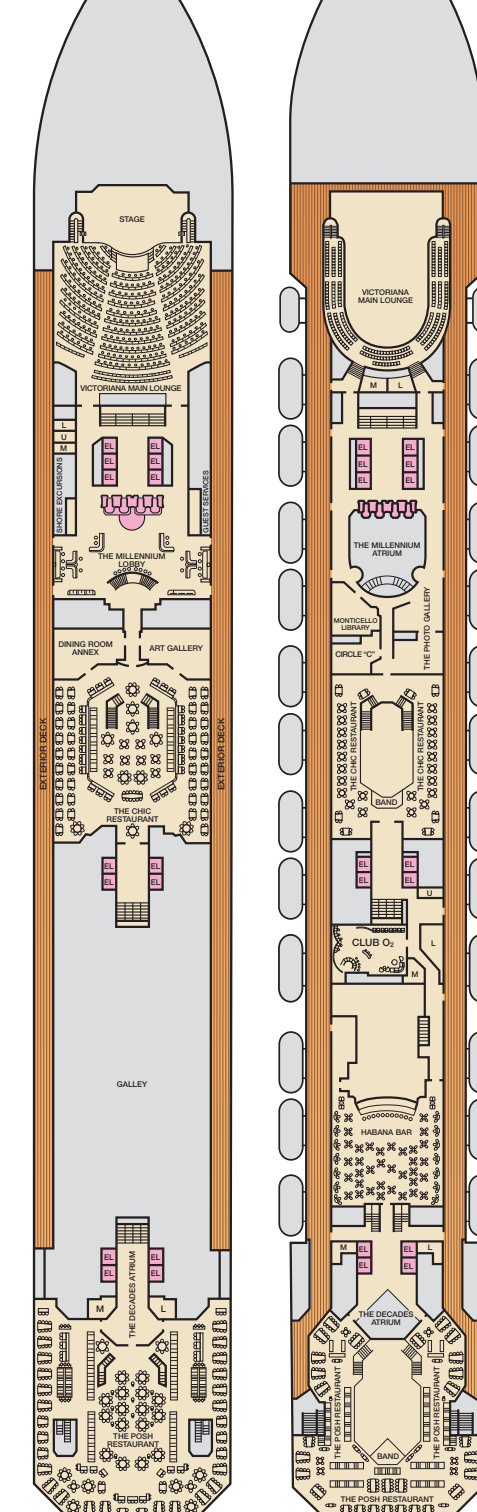 STAGE
VICTORIANA MAIN LOUNGE
L
U
M
SHORE EXCURSIONS
EL
EL
EL
EL
EL
EL
GUEST SERVICES
THE MILLENNIUM
LOBBY
DINING ROOM
ANNEX
ART GALLERY
EXTERIOR DECK
EXTERIOR DECK
THE CHIC
RESTAURANT
EL
EL
EL
EL
GALLEY
EL
EL
EL
EL
THE DECADES ATRIUM
M
L
THE POSH
RESTAURANT
VICTORIANA
MAIN LOUNGE
M
L
EL
EL
EL
EL
EL
EL
THE MILLENNIUM
ATRIUM
MONTICELLO
LIBRARY
CIRCLE "C"
THE PHOTO GALLERY
THE CHIC RESTAURANT
THE CHIC RESTAURANT
BAND
EL
EL
EL
EL
U
CLUB O₂
L
M
HABANA BAR
M
EL
EL
EL
EL
L
THE DECADES
ATRIUM
THE POSH RESTAURANT
THE POSH RESTAURANT
BAND
THE POSH RESTAURANT